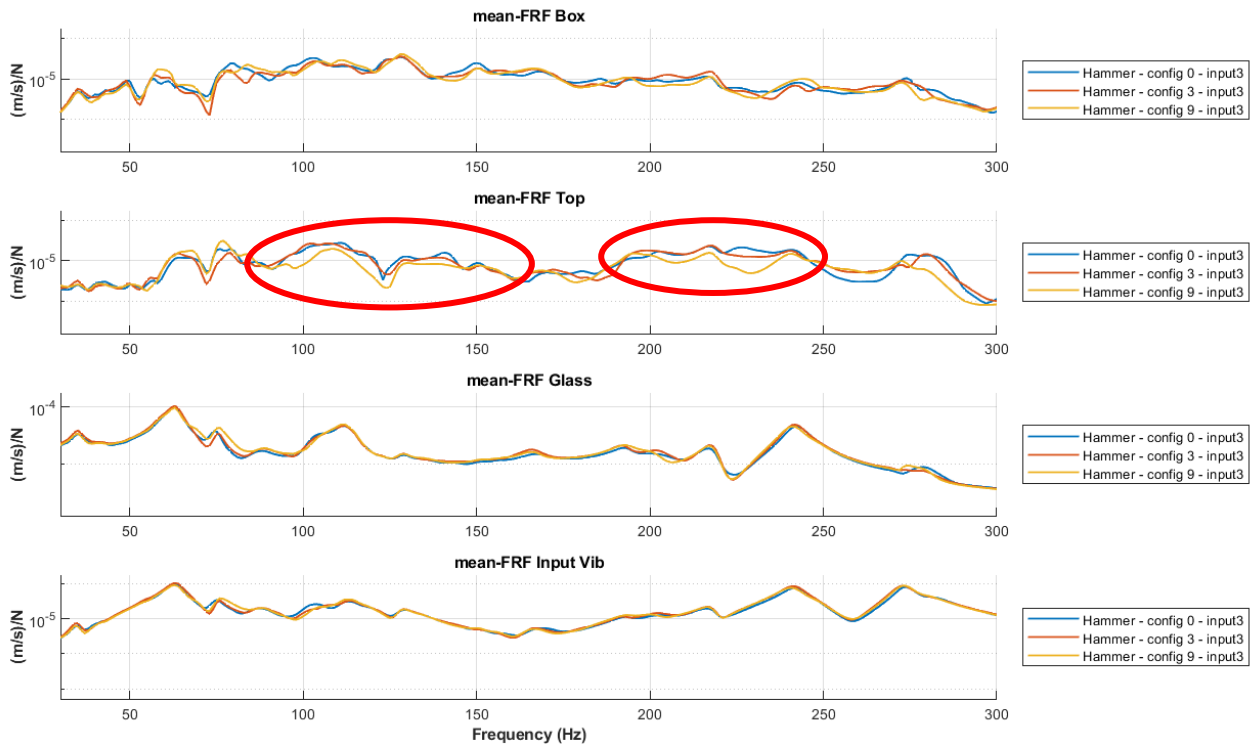 mean-FRF Box
(m/s)/N
10-5
50 100 150 200 250 300
Hammer - config 0 - input3
Hammer - config 3 - input3
Hammer - config 9 - input3
mean-FRF Top
(m/s)/N
10-5
50 100 150 200 250 300
Hammer - config 0 - input3
Hammer - config 3 - input3
Hammer - config 9 - input3
mean-FRF Glass
(m/s)/N
10-4
50 100 150 200 250 300
Hammer - config 0 - input3
Hammer - config 3 - input3
Hammer - config 9 - input3
mean-FRF Input Vib
(m/s)/N
10-5
50 100 150 200 250 300
Frequency (Hz)
Hammer - config 0 - input3
Hammer - config 3 - input3
Hammer - config 9 - input3